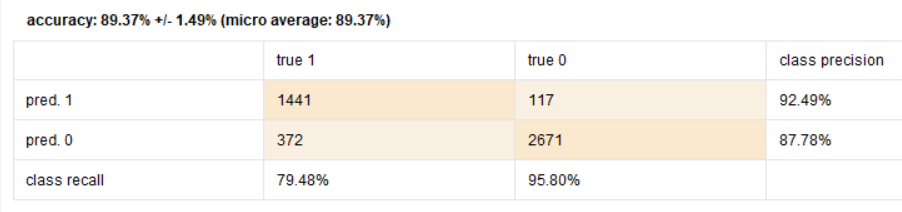 accuracy: 89.37% +/- 1.49% (micro average: 89.37%)
true 1 true 0 class precision
pred. 1 1441 117 92.49%
pred. 0 372 2671 87.78%
class recall 79.48% 95.80%